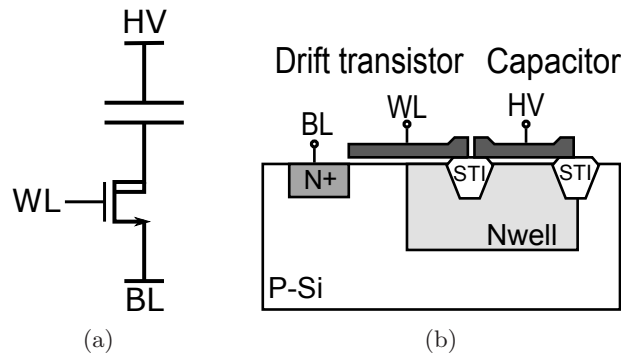 HV
WL
BL
(a)
Drift transistor Capacitor
WL HV
BL
N+ STI STI
Nwell
P-Si
(b)